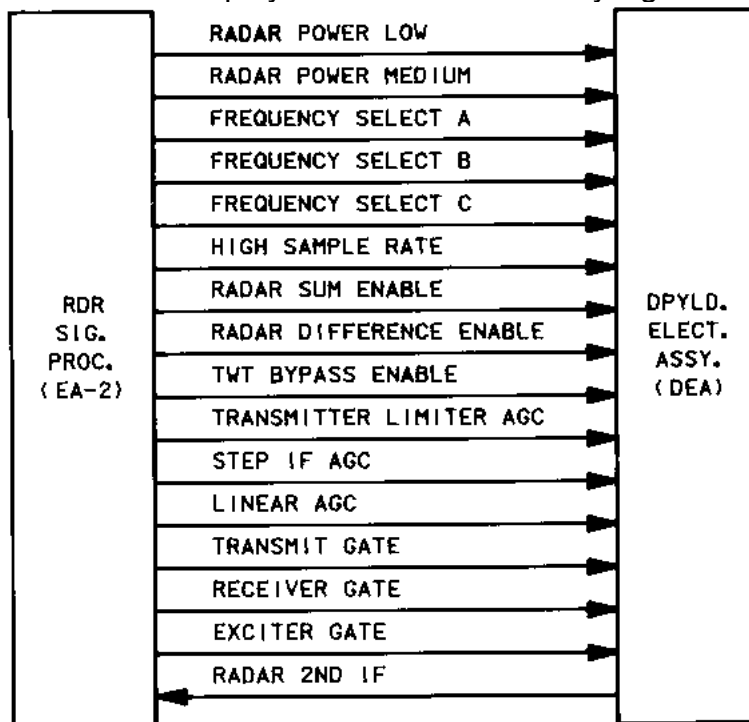 RADAR POWER LOW
RADAR POWER MEDIUM
FREQUENCY SELECT A
FREQUENCY SELECT B
FREQUENCY SELECT C
HIGH SAMPLE RATE
RADAR SUM ENABLE
RADAR DIFFERENCE ENABLE
TWT BYPASS ENABLE
TRANSMITTER LIMITER AGC
STEP IF AGC
LINEAR AGC
TRANSMIT GATE
RECEIVER GATE
EXCITER GATE
RADAR 2ND IF
RDR
SIG.
PROC.
(EA-2)
DPYLD.
ELECT.
ASSY.
(DEA)